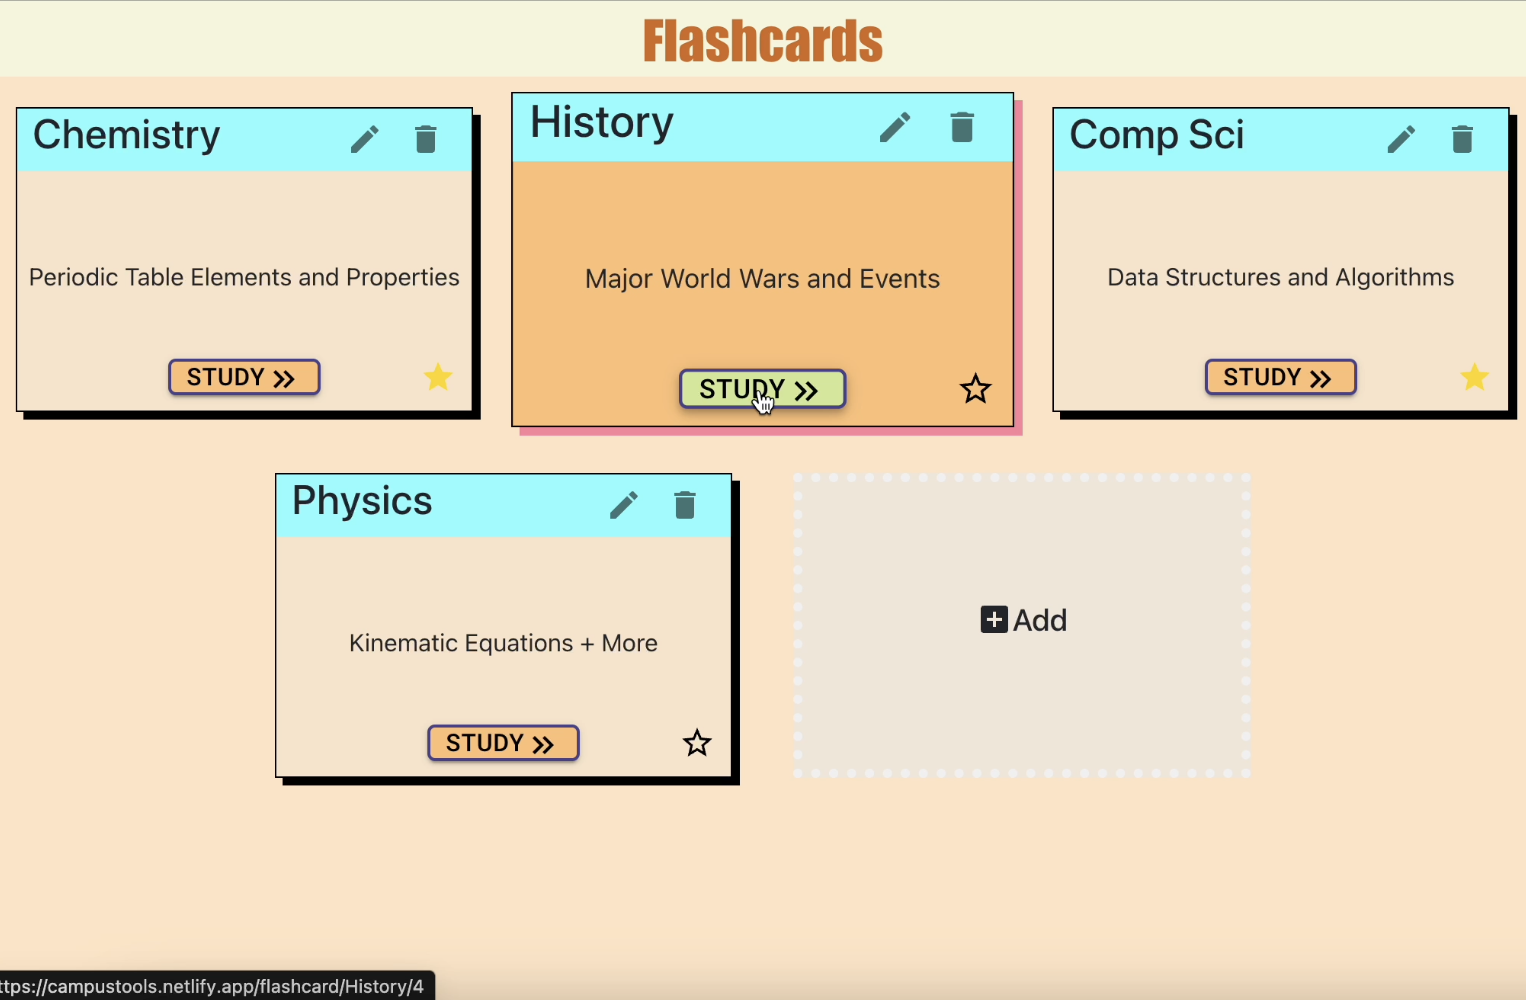 Flashcards
Chemistry
Periodic Table Elements and Properties
STUDY
History
Major World Wars and Events
STUDY
Comp Sci
Data Structures and Algorithms
STUDY
Physics
Kinematic Equations + More
STUDY
Add
ttps://campustools.netlify.app/flashcard/History/4